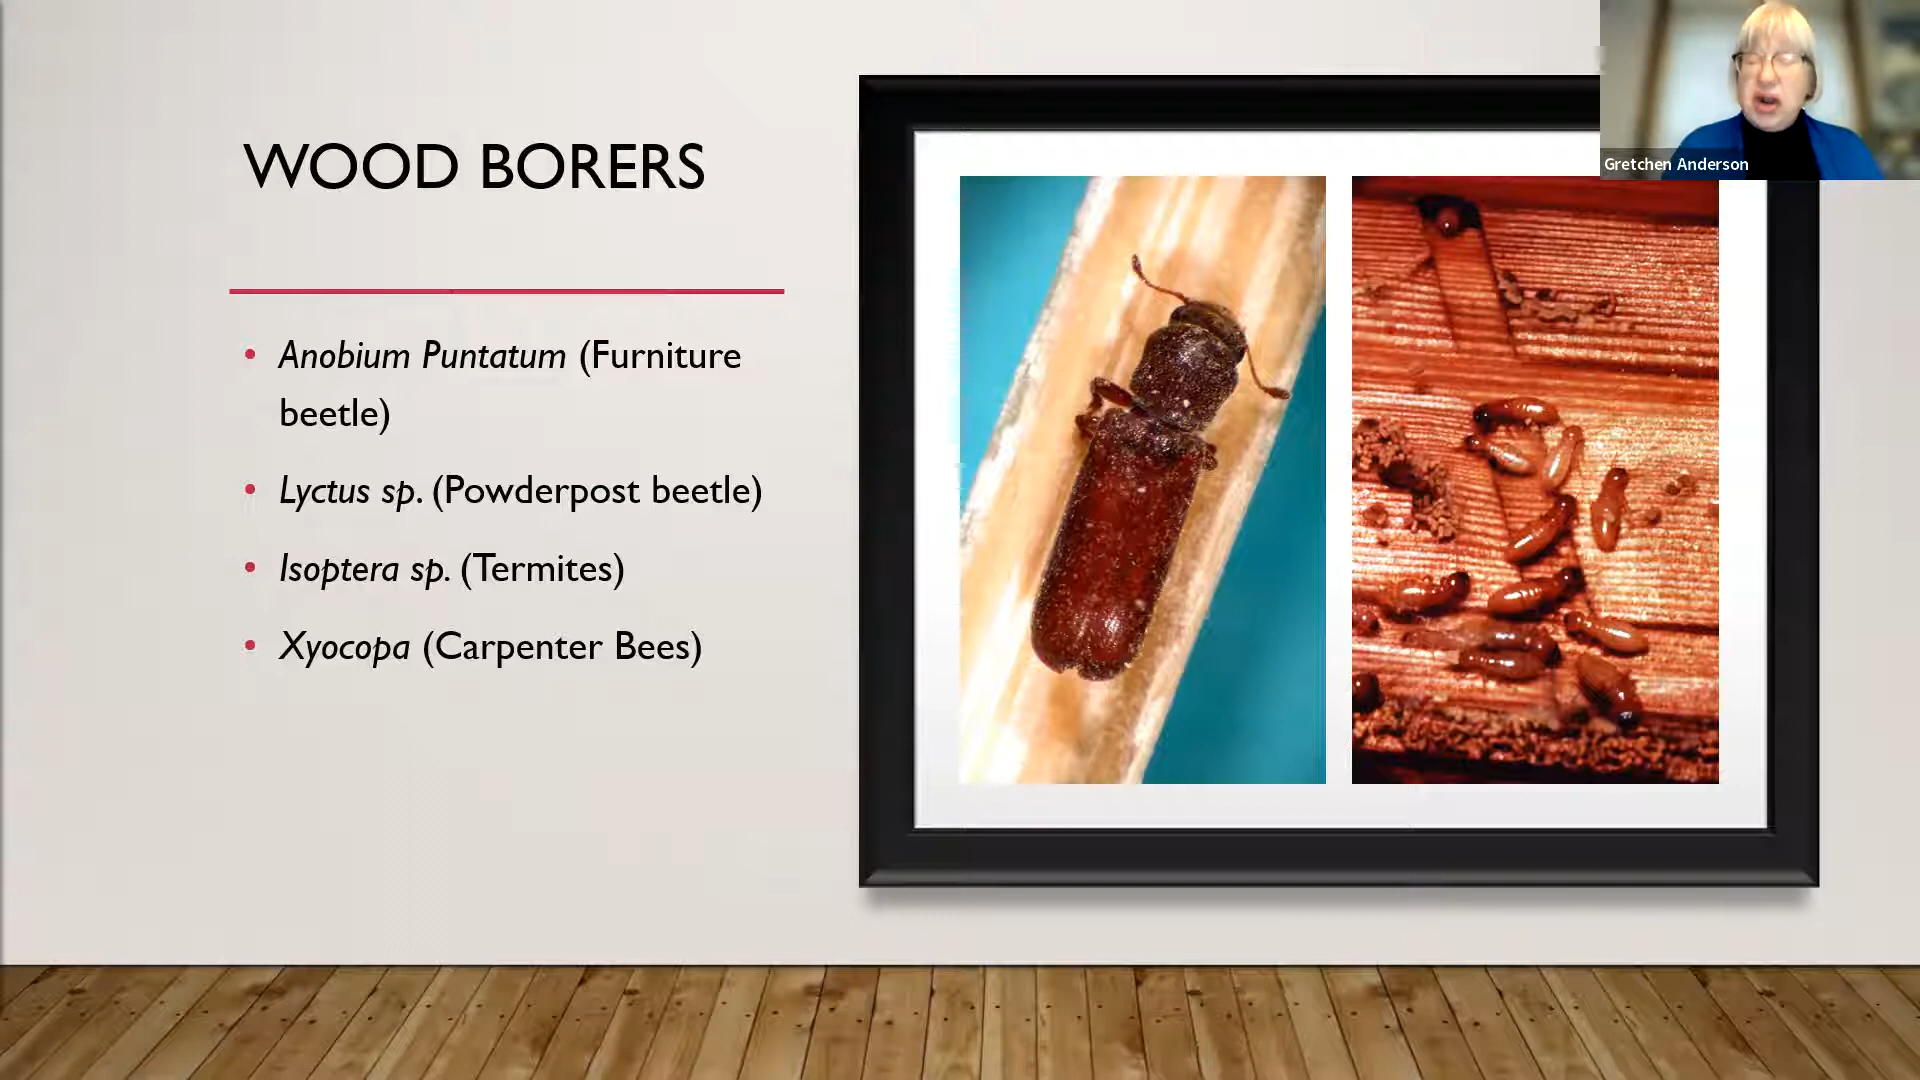 WOOD BORERS
• Anobium Puntatum (Furniture
beetle)
• Lyctus sp. (Powderpost beetle)
• Isoptera sp. (Termites)
• Xyocopa (Carpenter Bees)
Gretchen Anderson